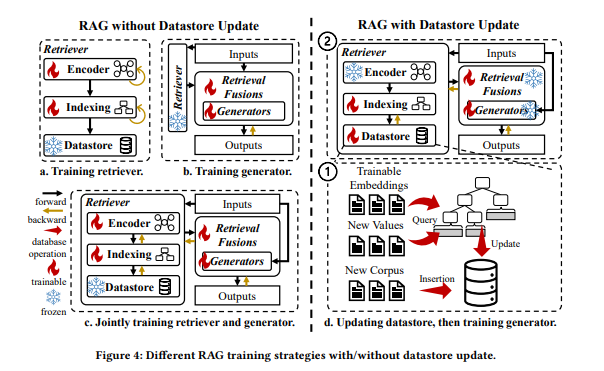 RAG without Datastore Update
Retriever
Encoder
Indexing
Datastore
a. Training retriever.
Retriever
Inputs
Retrieval
Fusions
Generators
Outputs
b. Training generator.
forward
backward
database
operation
trainable
frozen
Retriever
Encoder
Indexing
Datastore
Inputs
Retrieval
Fusions
Generators
Outputs
c. Jointly training retriever and generator.
RAG with Datastore Update
2
Retriever
Encoder
Indexing
Datastore
Inputs
Retrieval
Fusions
Generators
Outputs
1
Trainable
Embeddings
New Values
New Corpus
Query
Update
Insertion
d. Updating datastore, then training generator.
Figure 4: Different RAG training strategies with/without datastore update.